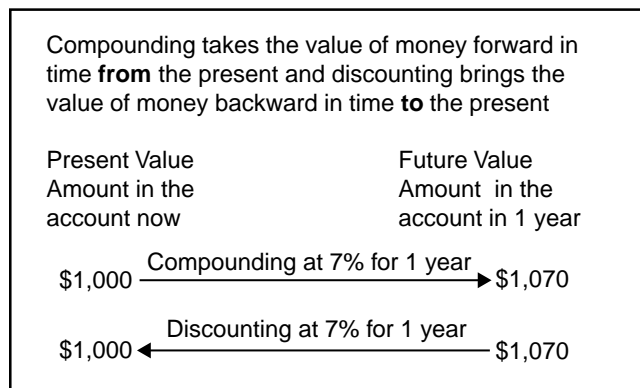 Compounding takes the value of money forward in
time from the present and discounting brings the
value of money backward in time to the present
Present Value
Amount in the
account now
Future Value
Amount in the
account in 1 year
$1,000
Compounding at 7% for 1 year
$1,070
$1,000
Discounting at 7% for 1 year
$1,070